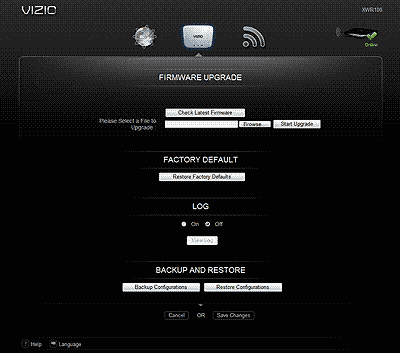 VIZIO
XWR100
VIZIO
Online
FIRMWARE UPGRADE
Check Latest Firmware
Please Select a File to
Upgrade :
Browse...
Start Upgrade
FACTORY DEFAULT
Restore Factory Defaults
LOG
On Off
View Log
BACKUP AND RESTORE
Backup Configurations Restore Configurations
Cancel OR Save Changes
? Help Language